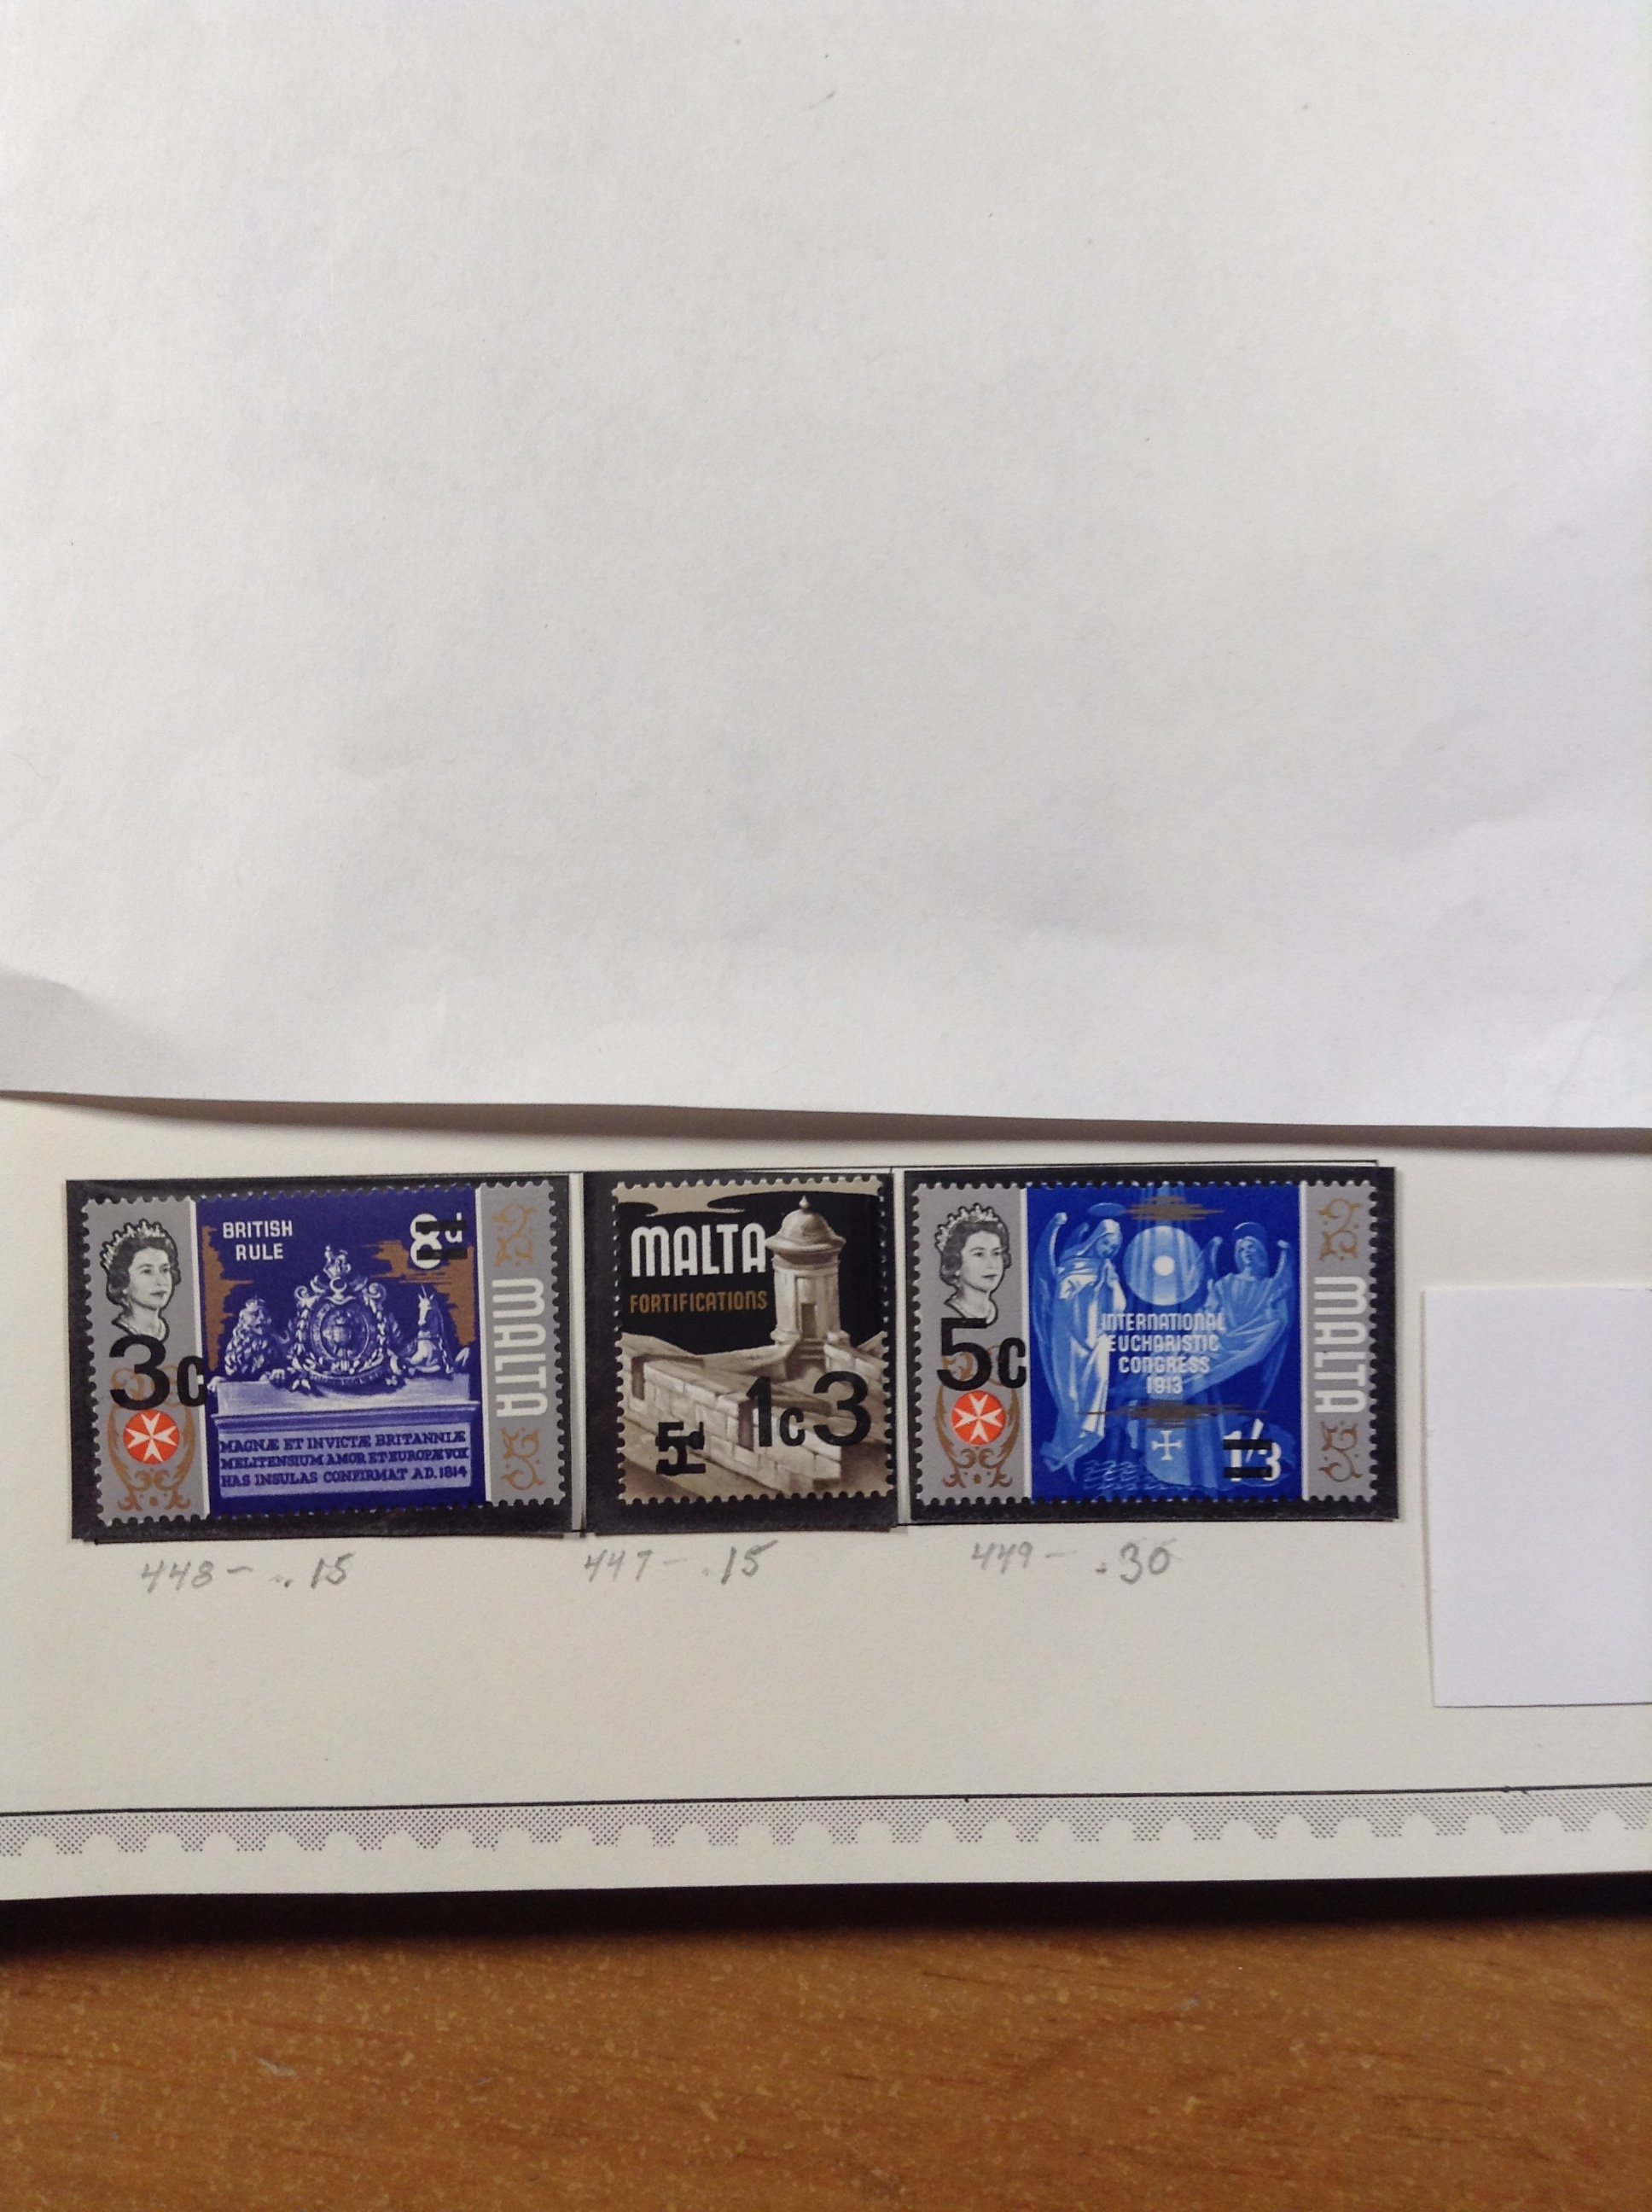 BRITISH
RULE
8d
3c
MALTA
MAGNÆ ET INVICTÆ BRITANNIÆ
MELITENSIUM AMOR ET EUROPÆ VOX
HAS INSULAS CONFIRMAT A.D. 1814
MALTA
FORTIFICATIONS
1c3
5d
5c
INTERNATIONAL
EUCHARISTIC
CONGRESS
1913
1/3
MALTA
448 - .15
447 - .15
449 - .30